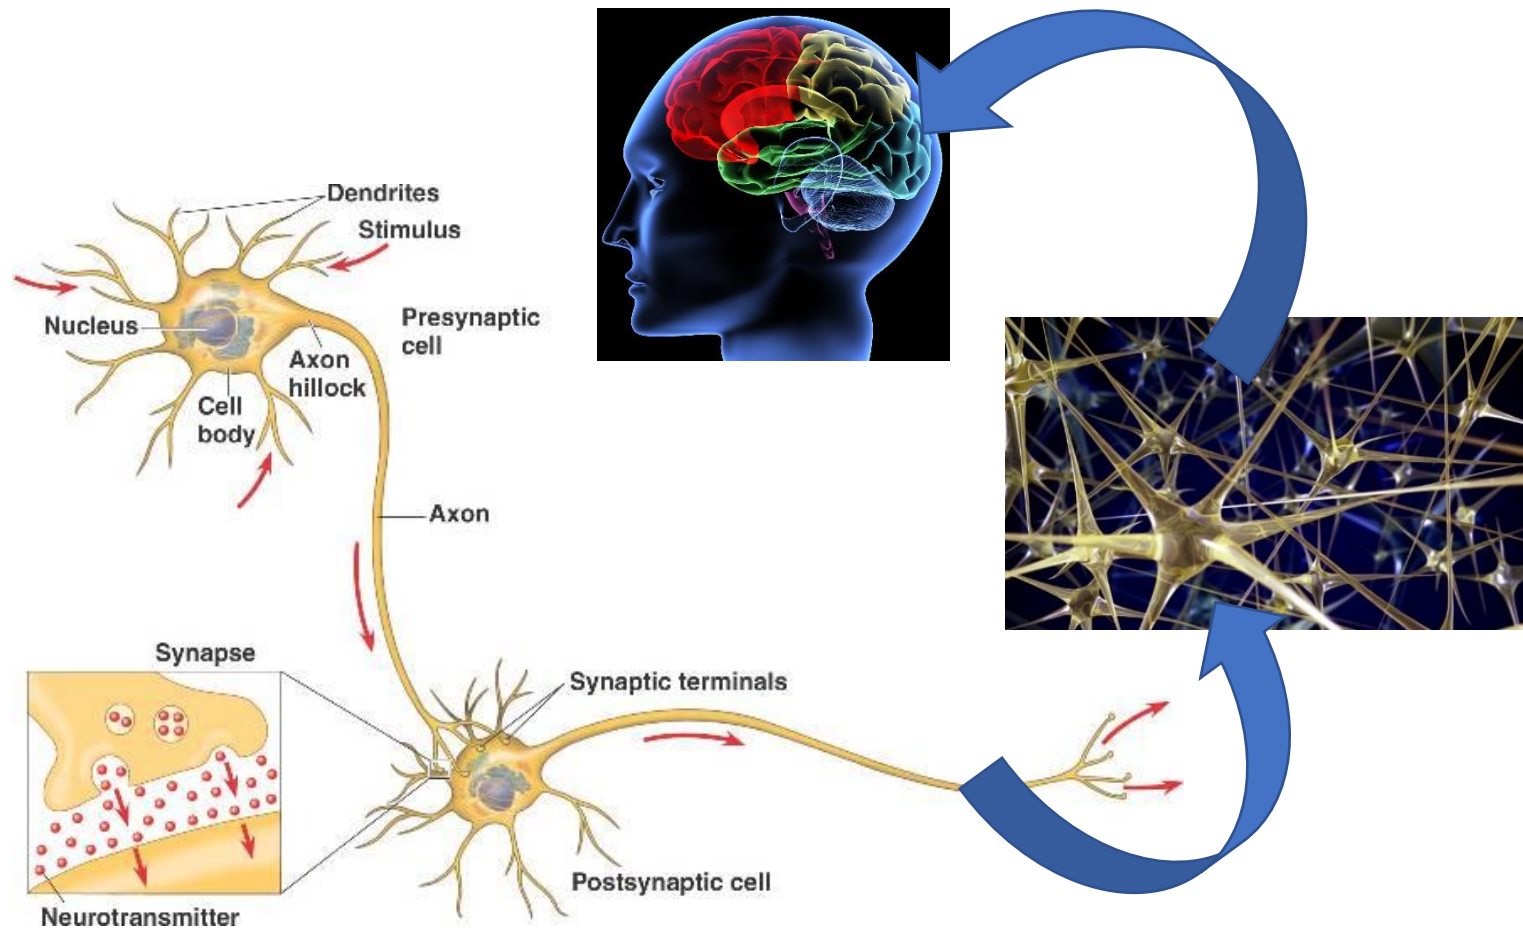 Dendrites
Stimulus
Nucleus
Presynaptic
cell
Axon
hillock
Cell
body
Axon
Synapse
Synaptic terminals
Postsynaptic cell
Neurotransmitter